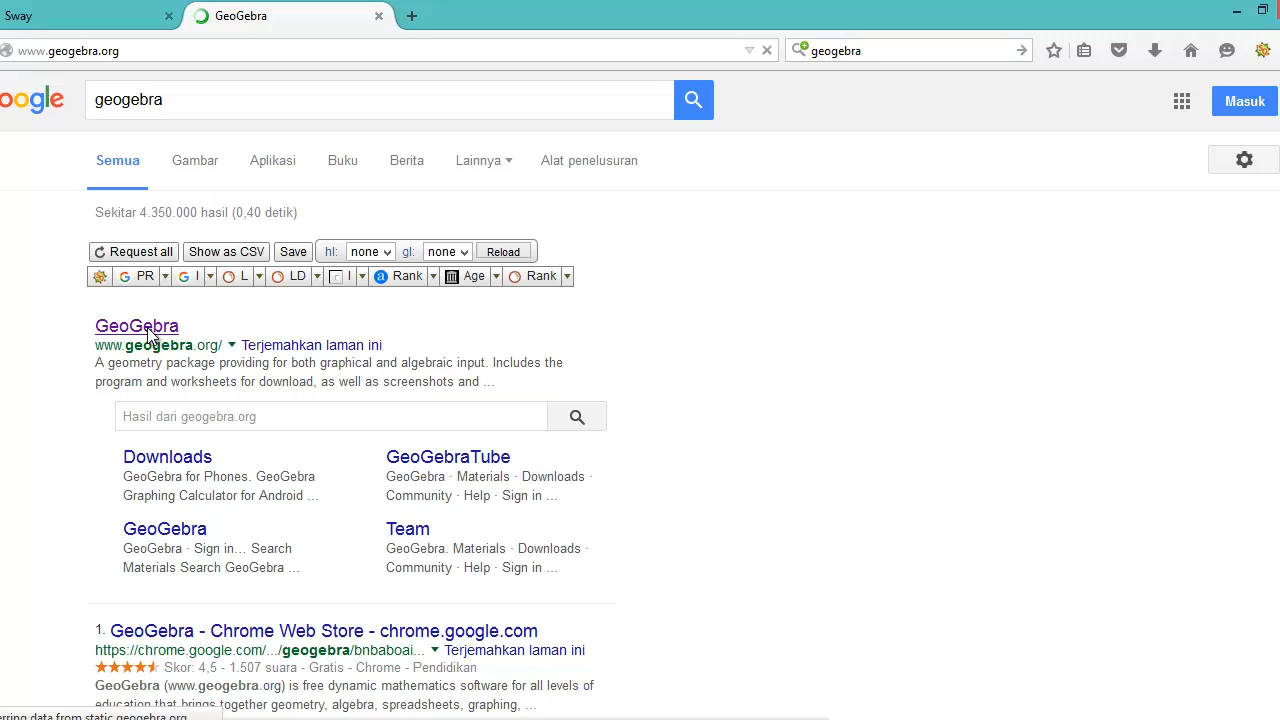 Sway
GeoGebra
www.geogebra.org
geogebra
oogle
geogebra
Masuk
Semua Gambar Aplikasi Buku Berita Lainnya Alat penelusuran
Sekitar 4.350.000 hasil (0,40 detik)
Request all Show as CSV Save hl: none gl: none Reload
PR I L LD I Rank Age Rank
GeoGebra
www.geogebra.org/ Terjemahkan laman ini
A geometry package providing for both graphical and algebraic input. Includes the
program and worksheets for download, as well as screenshots and ...
Hasil dari geogebra.org
Downloads
GeoGebra for Phones. GeoGebra
Graphing Calculator for Android ...
GeoGebraTube
GeoGebra · Materials · Downloads ·
Community · Help · Sign in ...
GeoGebra
GeoGebra · Sign in... Search
Materials Search GeoGebra ...
Team
GeoGebra. Materials · Downloads ·
Community · Help · Sign in ...
1. GeoGebra - Chrome Web Store - chrome.google.com
https://chrome.google.com/.../geogebra/bnbaboai... Terjemahkan laman ini
Skor: 4,5 - 1.507 suara - Gratis - Chrome - Pendidikan
GeoGebra (www.geogebra.org) is free dynamic mathematics software for all levels of
education that brings together geometry, algebra, spreadsheets, graphing, ...
erring data from static.geogebra.org